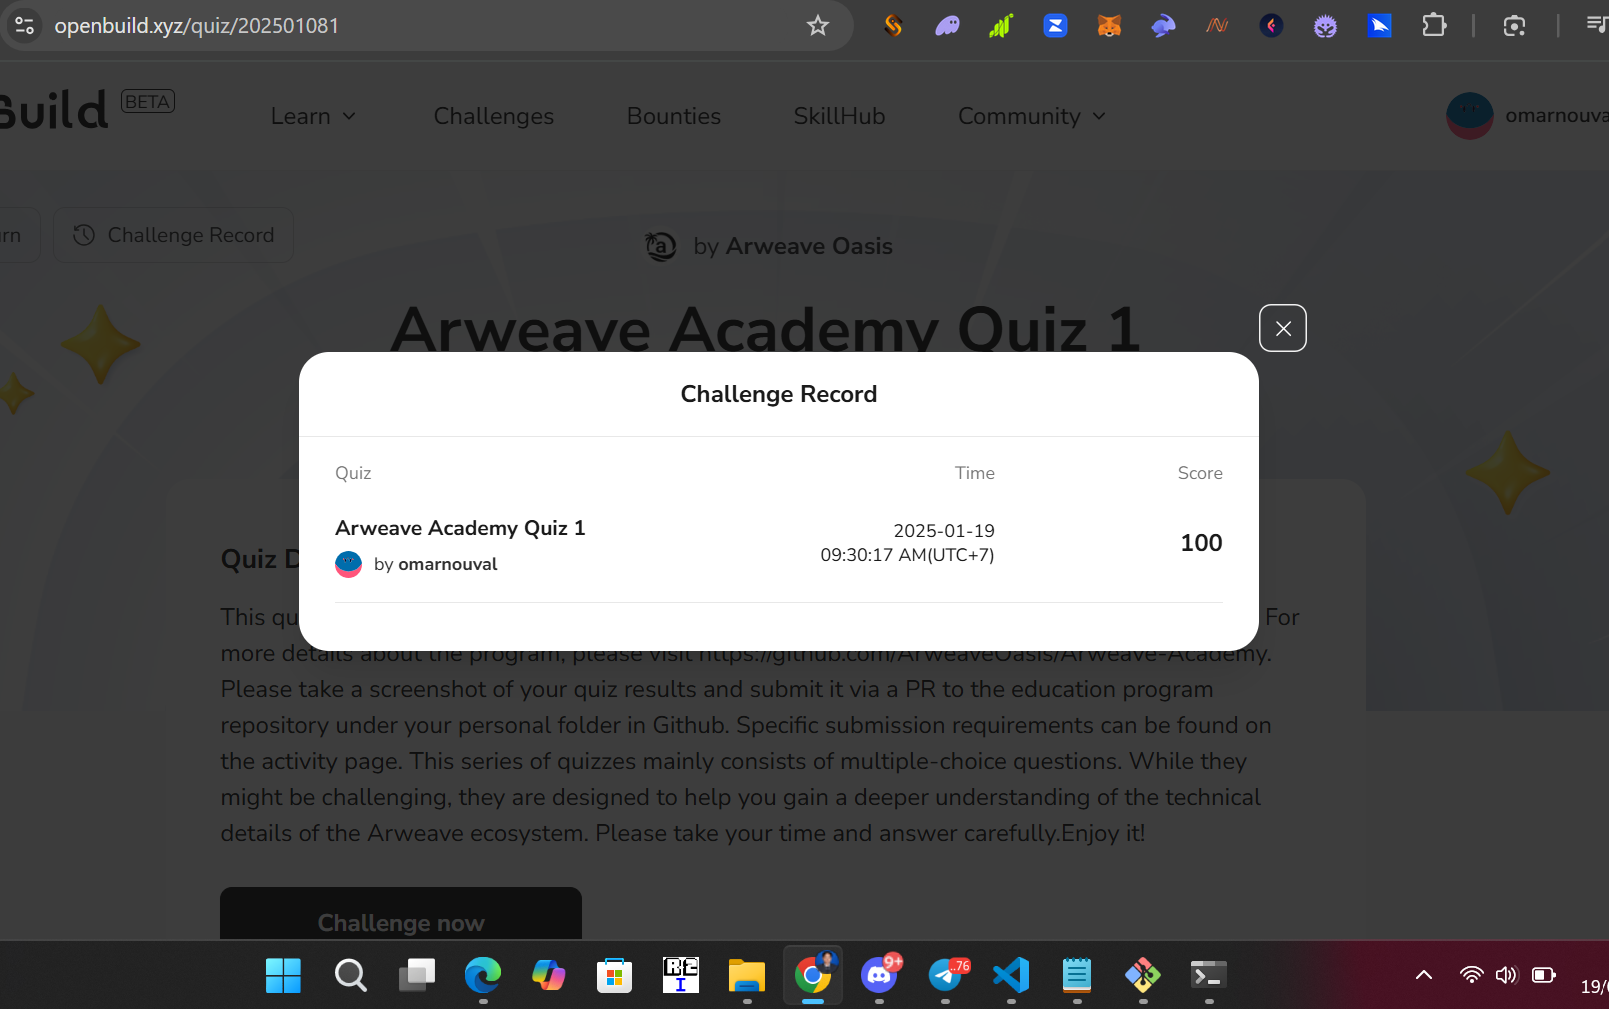 openbuild.xyz/quiz/202501081
Build BETA
Learn
Challenges
Bounties
SkillHub
Community
omarnouva
Challenge Record
by Arweave Oasis
Arweave Academy Quiz 1
Challenge Record
Quiz Time Score
Arweave Academy Quiz 1
by omarnouval
2025-01-19
09:30:17 AM(UTC+7)
100
Quiz D
This qu
For
more details about the program, please visit https://github.com/ArweaveOasis/Arweave-Academy.
Please take a screenshot of your quiz results and submit it via a PR to the education program
repository under your personal folder in Github. Specific submission requirements can be found on
the activity page. This series of quizzes mainly consists of multiple-choice questions. While they
might be challenging, they are designed to help you gain a deeper understanding of the technical
details of the Arweave ecosystem. Please take your time and answer carefully.Enjoy it!
Challenge now
9+
..76
19/